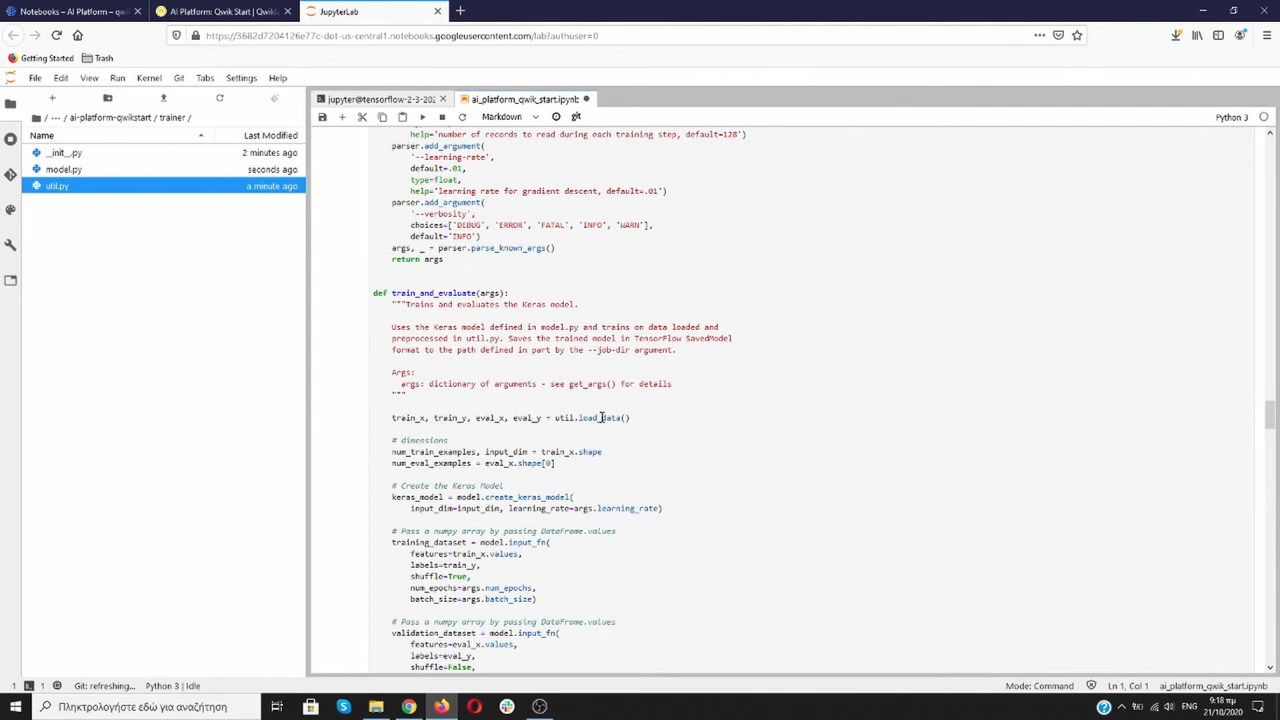 Notebooks – AI Platform – qwi
AI Platform: Qwik Start | Qwikla
JupyterLab
https://3682d7204126e77c-dot-us-central1.notebooks.googleusercontent.com/lab?authuser=0
Getting Started Trash
File Edit View Run Kernel Git Tabs Settings Help
jupyter@tensorflow-2-3-202
ai_platform_qwik_start.ipynb
Markdown
Python 3
/ ··· / ai-platform-qwikstart / trainer /
Name Last Modified
__init__.py 2 minutes ago
model.py seconds ago
util.py a minute ago
help='number of records to read during each training step, default=128')
parser.add_argument(
'--learning-rate',
default=.01,
type=float,
help='learning rate for gradient descent, default=.01')
parser.add_argument(
'--verbosity',
choices=['DEBUG', 'ERROR', 'FATAL', 'INFO', 'WARN'],
default='INFO')
args, _ = parser.parse_known_args()
return args
def train_and_evaluate(args):
"""Trains and evaluates the Keras model.
Uses the Keras model defined in model.py and trains on data loaded and
preprocessed in util.py. Saves the trained model in TensorFlow SavedModel
format to the path defined in part by the --job-dir argument.
Args:
args: dictionary of arguments - see get_args() for details
"""
train_x, train_y, eval_x, eval_y = util.load_data()
# dimensions
num_train_examples, input_dim = train_x.shape
num_eval_examples = eval_x.shape[0]
# Create the Keras Model
keras_model = model.create_keras_model(
input_dim=input_dim, learning_rate=args.learning_rate)
# Pass a numpy array by passing DataFrame.values
training_dataset = model.input_fn(
features=train_x.values,
labels=train_y,
shuffle=True,
num_epochs=args.num_epochs,
batch_size=args.batch_size)
# Pass a numpy array by passing DataFrame.values
validation_dataset = model.input_fn(
features=eval_x.values,
labels=eval_y,
shuffle=False,
1 1 Git: refreshing... Python 3 | Idle
Mode: Command Ln 1, Col 1 ai_platform_qwik_start.ipynb
Πληκτρολογήστε εδώ για αναζήτηση
9:18 πμ
21/10/2020